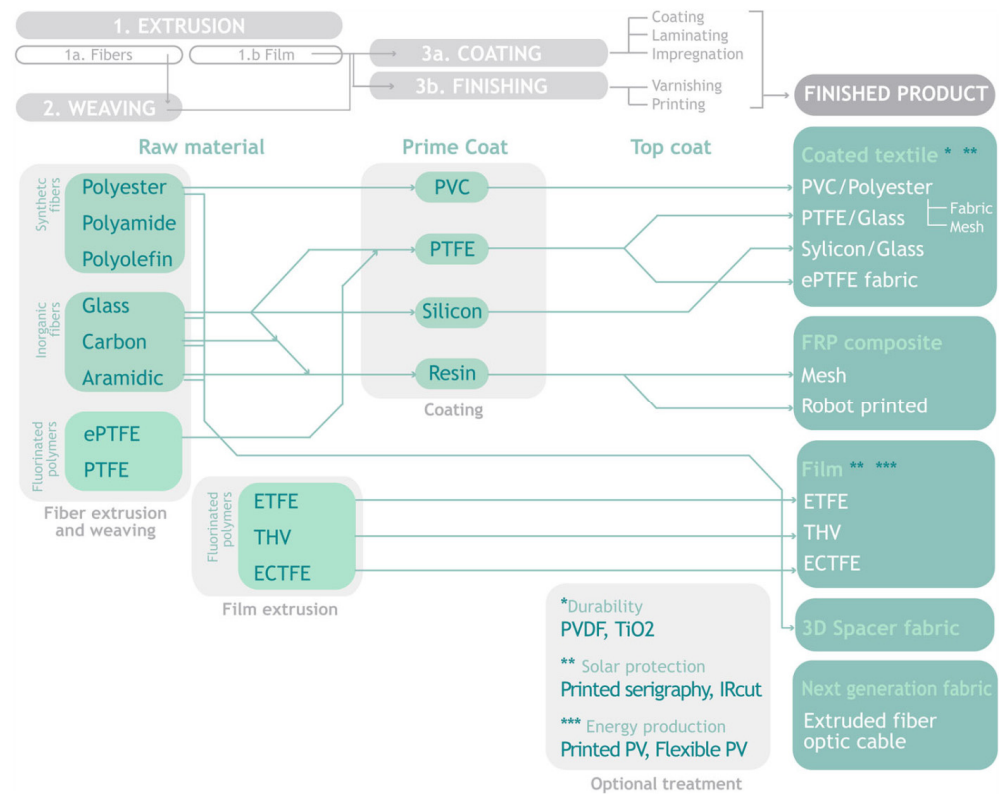 1. EXTRUSION
1a. Fibers
1.b Film
2. WEAVING
3a. COATING
3b. FINISHING
Coating
Laminating
Impregnation
Varnishing
Printing
FINISHED PRODUCT
Raw material
Prime Coat
Top coat
Synthetc
fibers
Polyester
Polyamide
Polyolefin
Inorganic
fibers
Glass
Carbon
Aramidic
Fluorinated
polymers
ePTFE
PTFE
Fiber extrusion
and weaving
Fluorinated
polymers
ETFE
THV
ECTFE
Film extrusion
PVC
PTFE
Silicon
Resin
Coating
Coated textile * **
PVC/Polyester
PTFE/Glass
Fabric
Mesh
Sylicon/Glass
ePTFE fabric
FRP composite
Mesh
Robot printed
Film ** ***
ETFE
THV
ECTFE
3D Spacer fabric
Next generation fabric
Extruded fiber
optic cable
*Durability
PVDF, TiO2
** Solar protection
Printed serigraphy, IRcut
*** Energy production
Printed PV, Flexible PV
Optional treatment